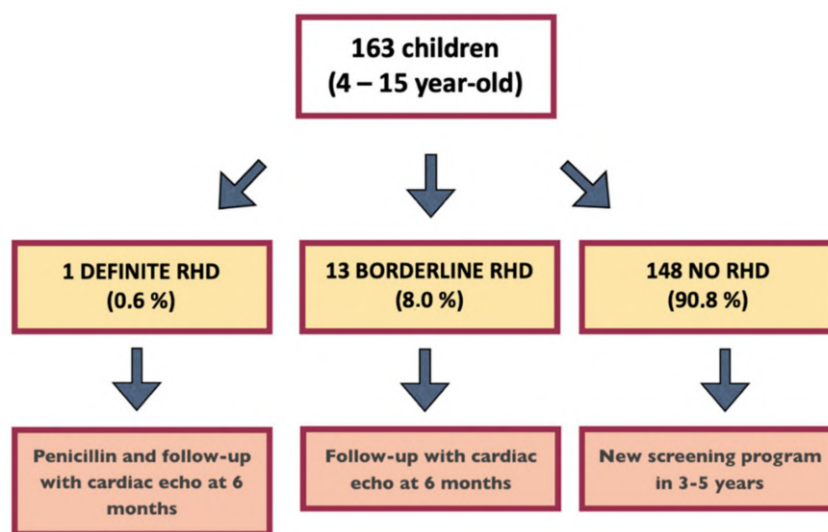 163 children
(4 – 15 year-old)
1 DEFINITE RHD
(0.6 %)
13 BORDERLINE RHD
(8.0 %)
148 NO RHD
(90.8 %)
Penicillin and follow-up
with cardiac echo at 6
months
Follow-up with cardiac
echo at 6 months
New screening program
in 3-5 years